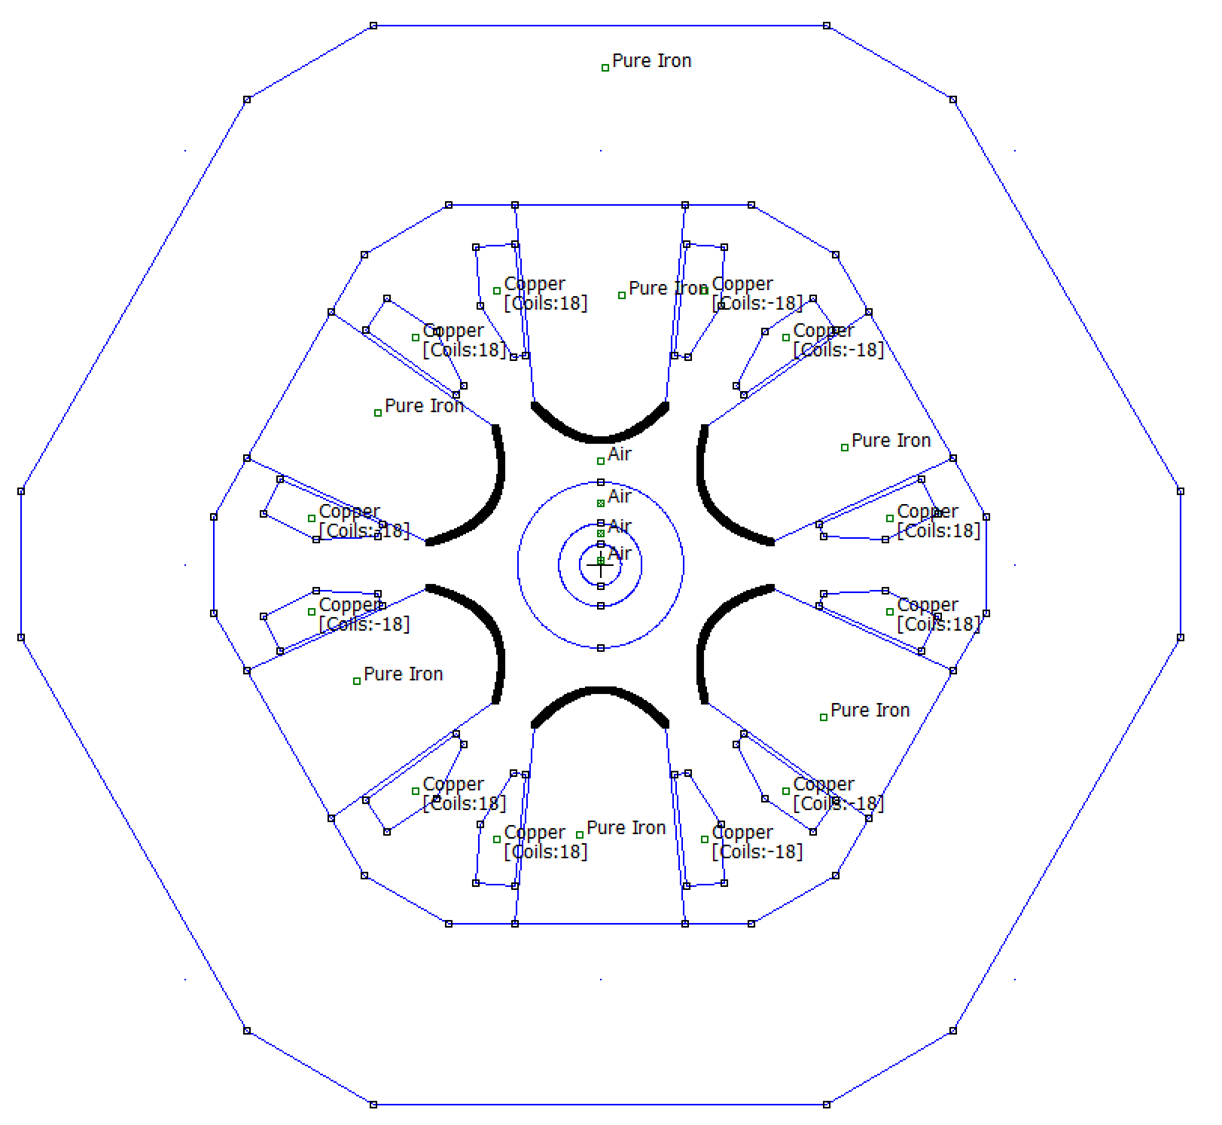 Pure Iron
Copper
[Coils:18]
Pure Iron
Copper
[Coils:-18]
Copper
[Coils:18]
Copper
[Coils:-18]
Pure Iron
Pure Iron
Air
Air
Copper
[Coils:-18]
Air
Copper
[Coils:18]
Air
Copper
[Coils:-18]
Copper
[Coils:18]
Pure Iron
Pure Iron
Copper
[Coils:18]
Copper
[Coils:-18]
Copper
[Coils:18]
Pure Iron
Copper
[Coils:-18]